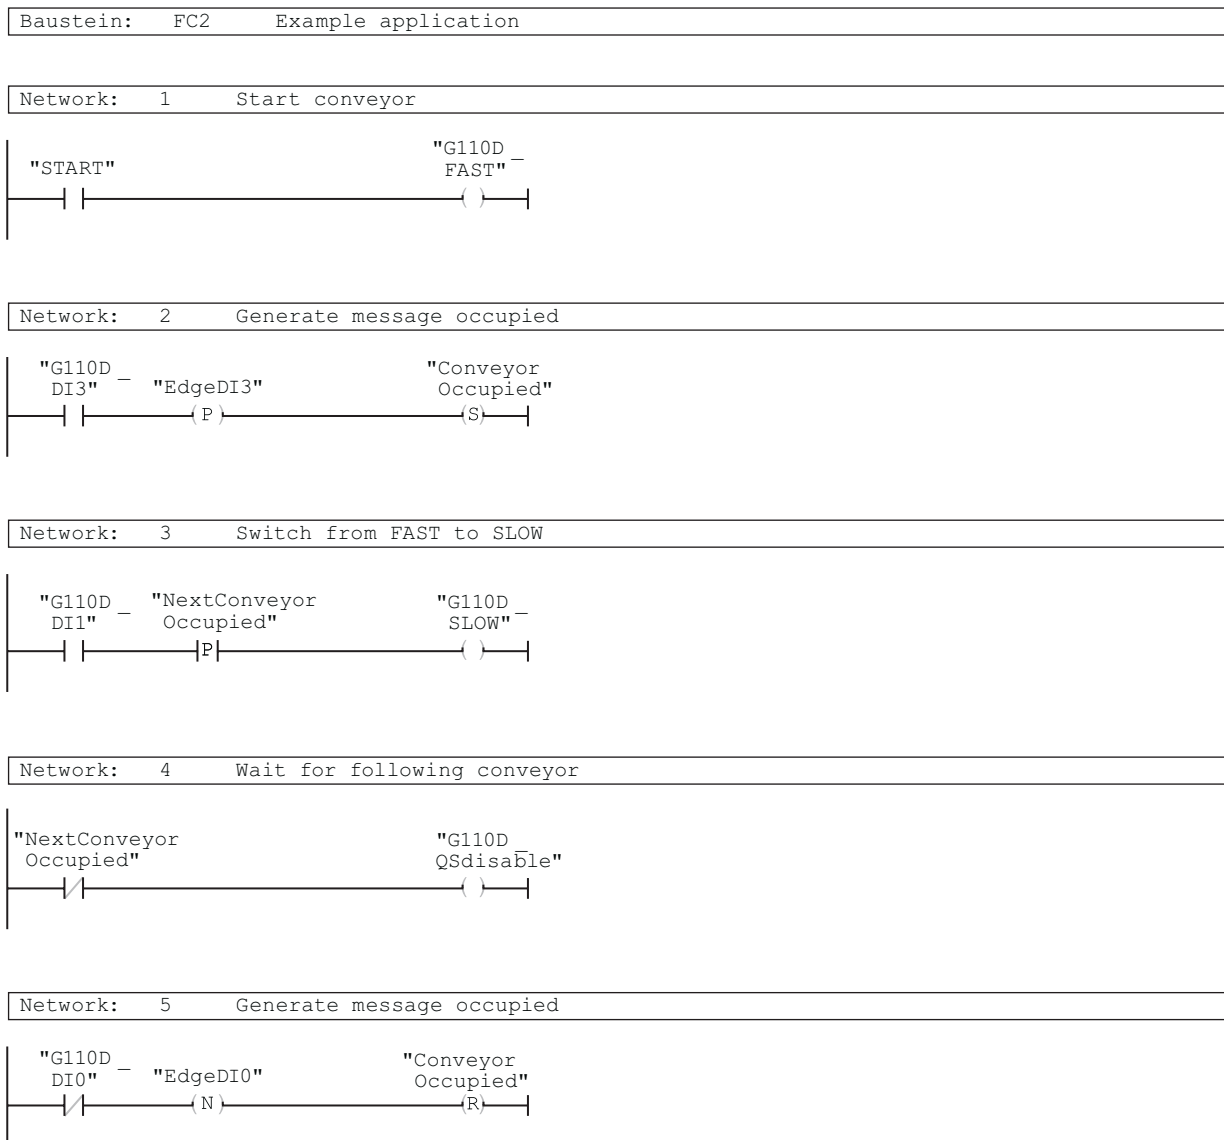 Baustein: FC2 Example application
Network: 1 Start conveyor
"START"
"G110D_
FAST"
Network: 2 Generate message occupied
"G110D_
DI3"
"EdgeDI3"
"Conveyor
Occupied"
P
S
Network: 3 Switch from FAST to SLOW
"G110D_
DI1"
"NextConveyor
Occupied"
"G110D_
SLOW"
P
Network: 4 Wait for following conveyor
"NextConveyor
Occupied"
"G110D_
QSdisable"
Network: 5 Generate message occupied
"G110D_
DI0"
"EdgeDI0"
"Conveyor
Occupied"
N
R